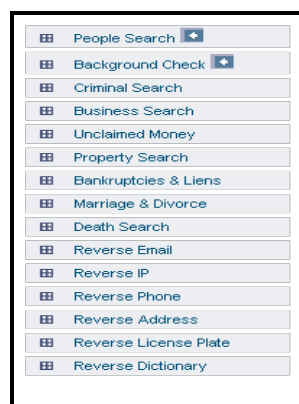 People Search
Background Check
Criminal Search
Business Search
Unclaimed Money
Property Search
Bankruptcies & Liens
Marriage & Divorce
Death Search
Reverse Email
Reverse IP
Reverse Phone
Reverse Address
Reverse License Plate
Reverse Dictionary